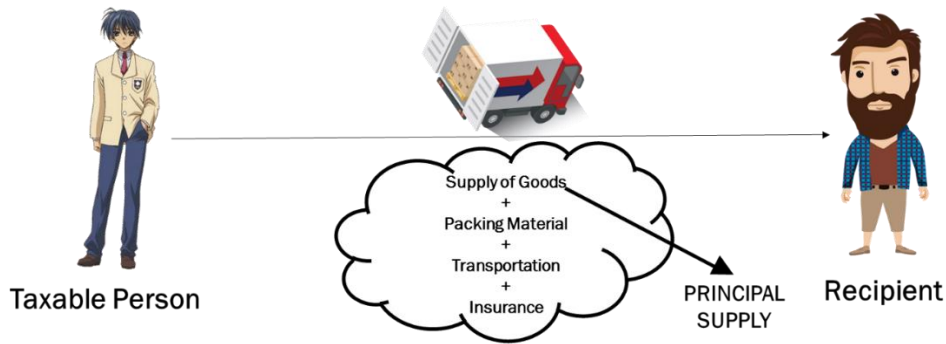 Supply of Goods
+
Packing Material
+
Transportation
+
Insurance
Taxable Person
PRINCIPAL
SUPPLY
Recipient